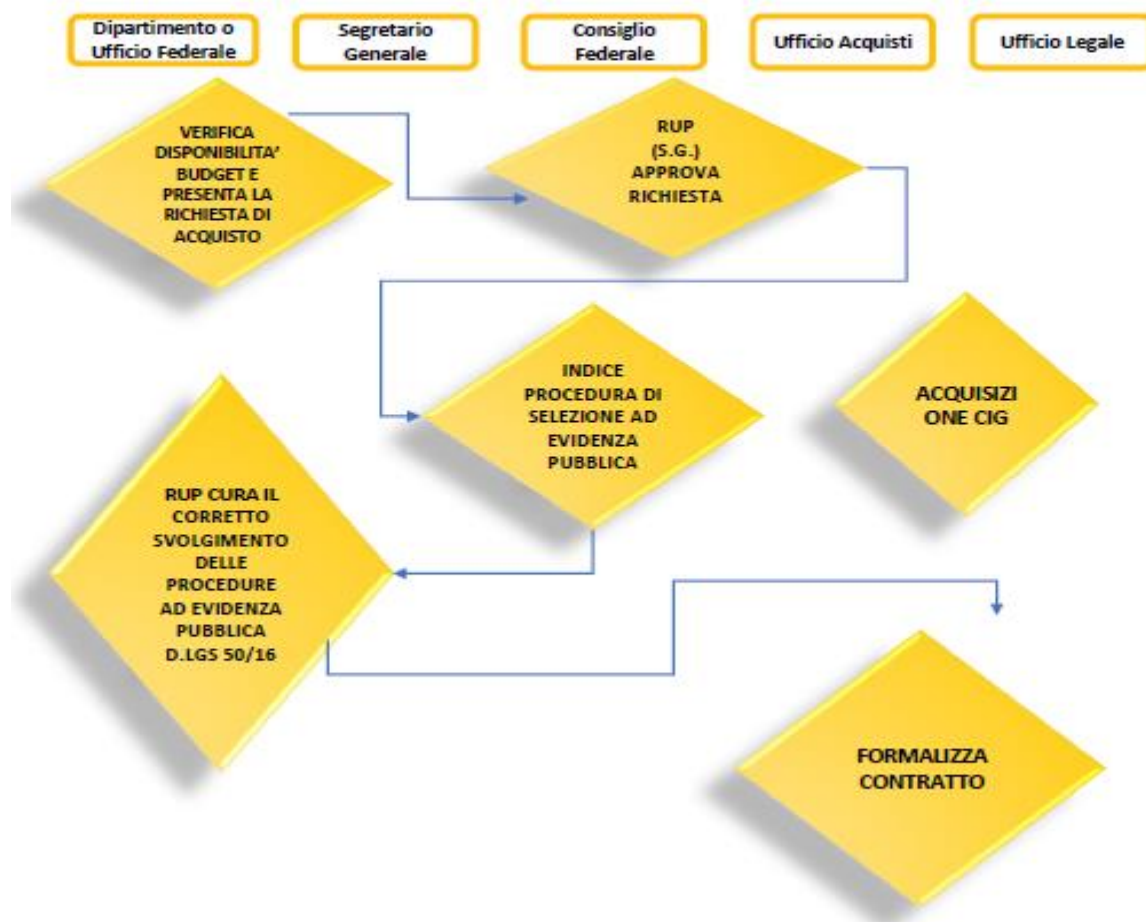 Dipartimento o
Ufficio Federale
Segretario
Generale
Consiglio
Federale
Ufficio Acquisti
Ufficio Legale
VERIFICA
DISPONIBILITA'
BUDGET E
PRESENTA LA
RICHIESTA DI
ACQUISTO
RUP
(S.G.)
APPROVA
RICHIESTA
INDICE
PROCEDURA DI
SELEZIONE AD
EVIDENZA
PUBBLICA
ACQUISIZI
ONE CIG
RUP CURA IL
CORRETTO
SVOLGIMENTO
DELLE
PROCEDURE
AD EVIDENZA
PUBBLICA
D.LGS 50/16
FORMALIZZA
CONTRATTO